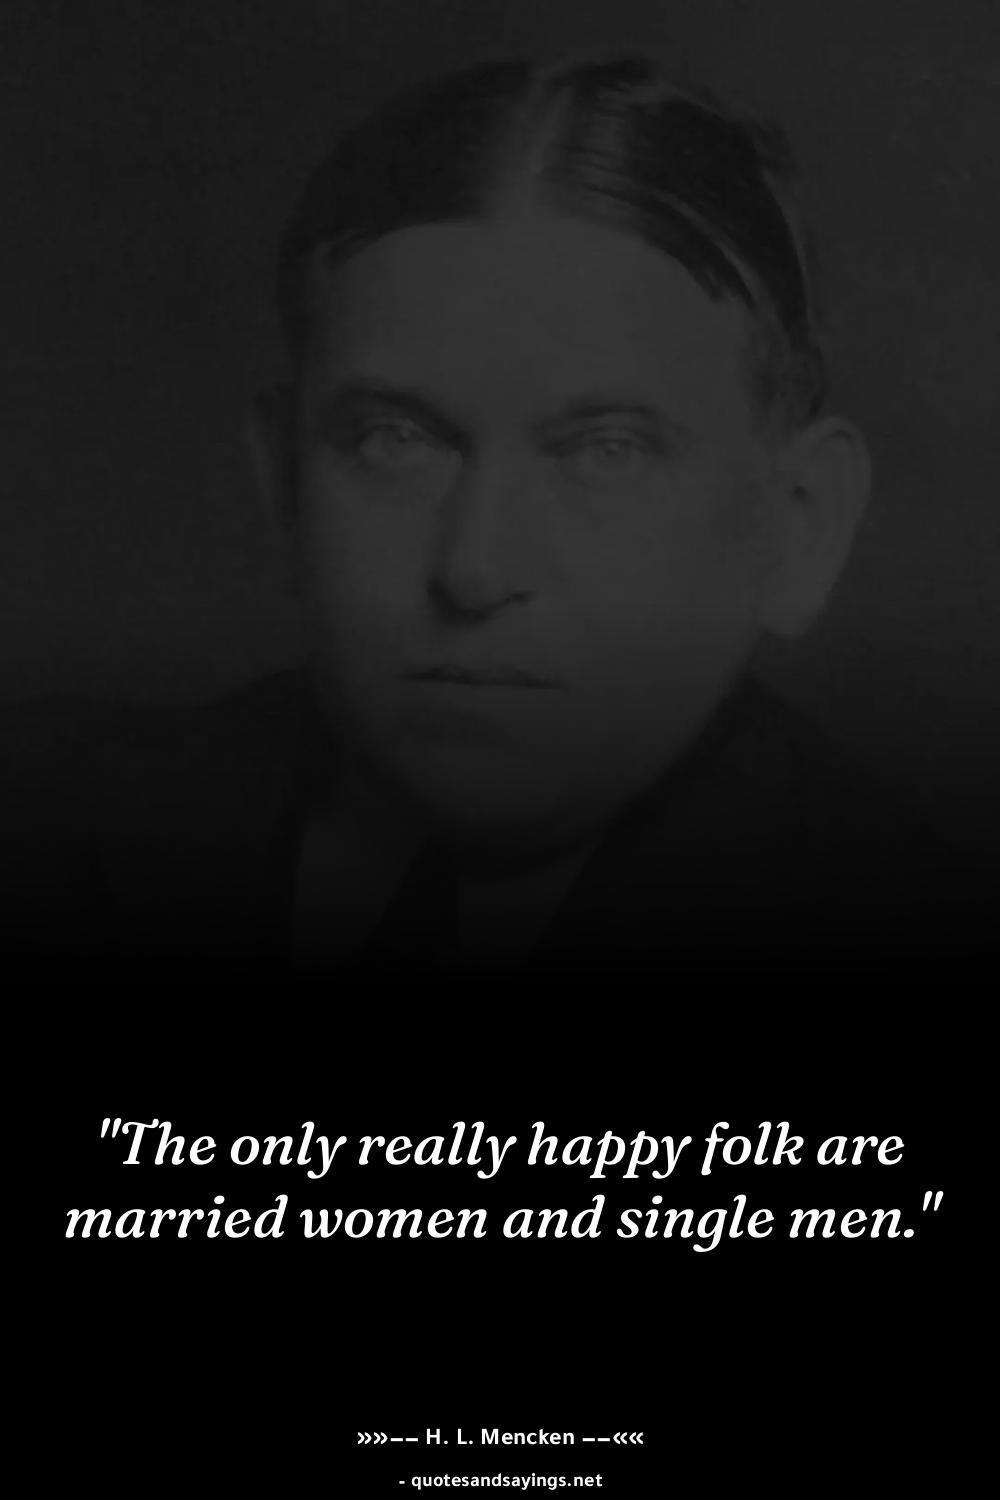 "The only really happy folk are
married women and single men."
»»−− H. L. Mencken −−««
- quotesandsayings.net